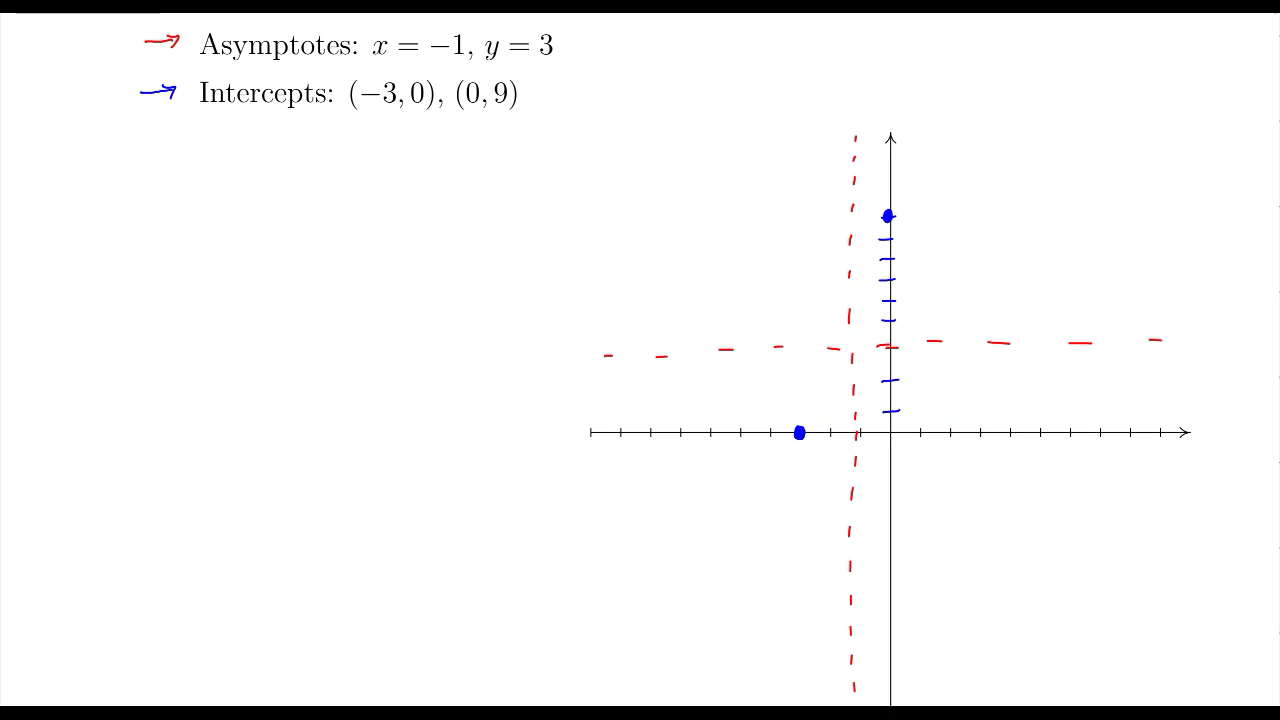 Asymptotes: x = −1, y = 3
Intercepts: (−3, 0), (0, 9)